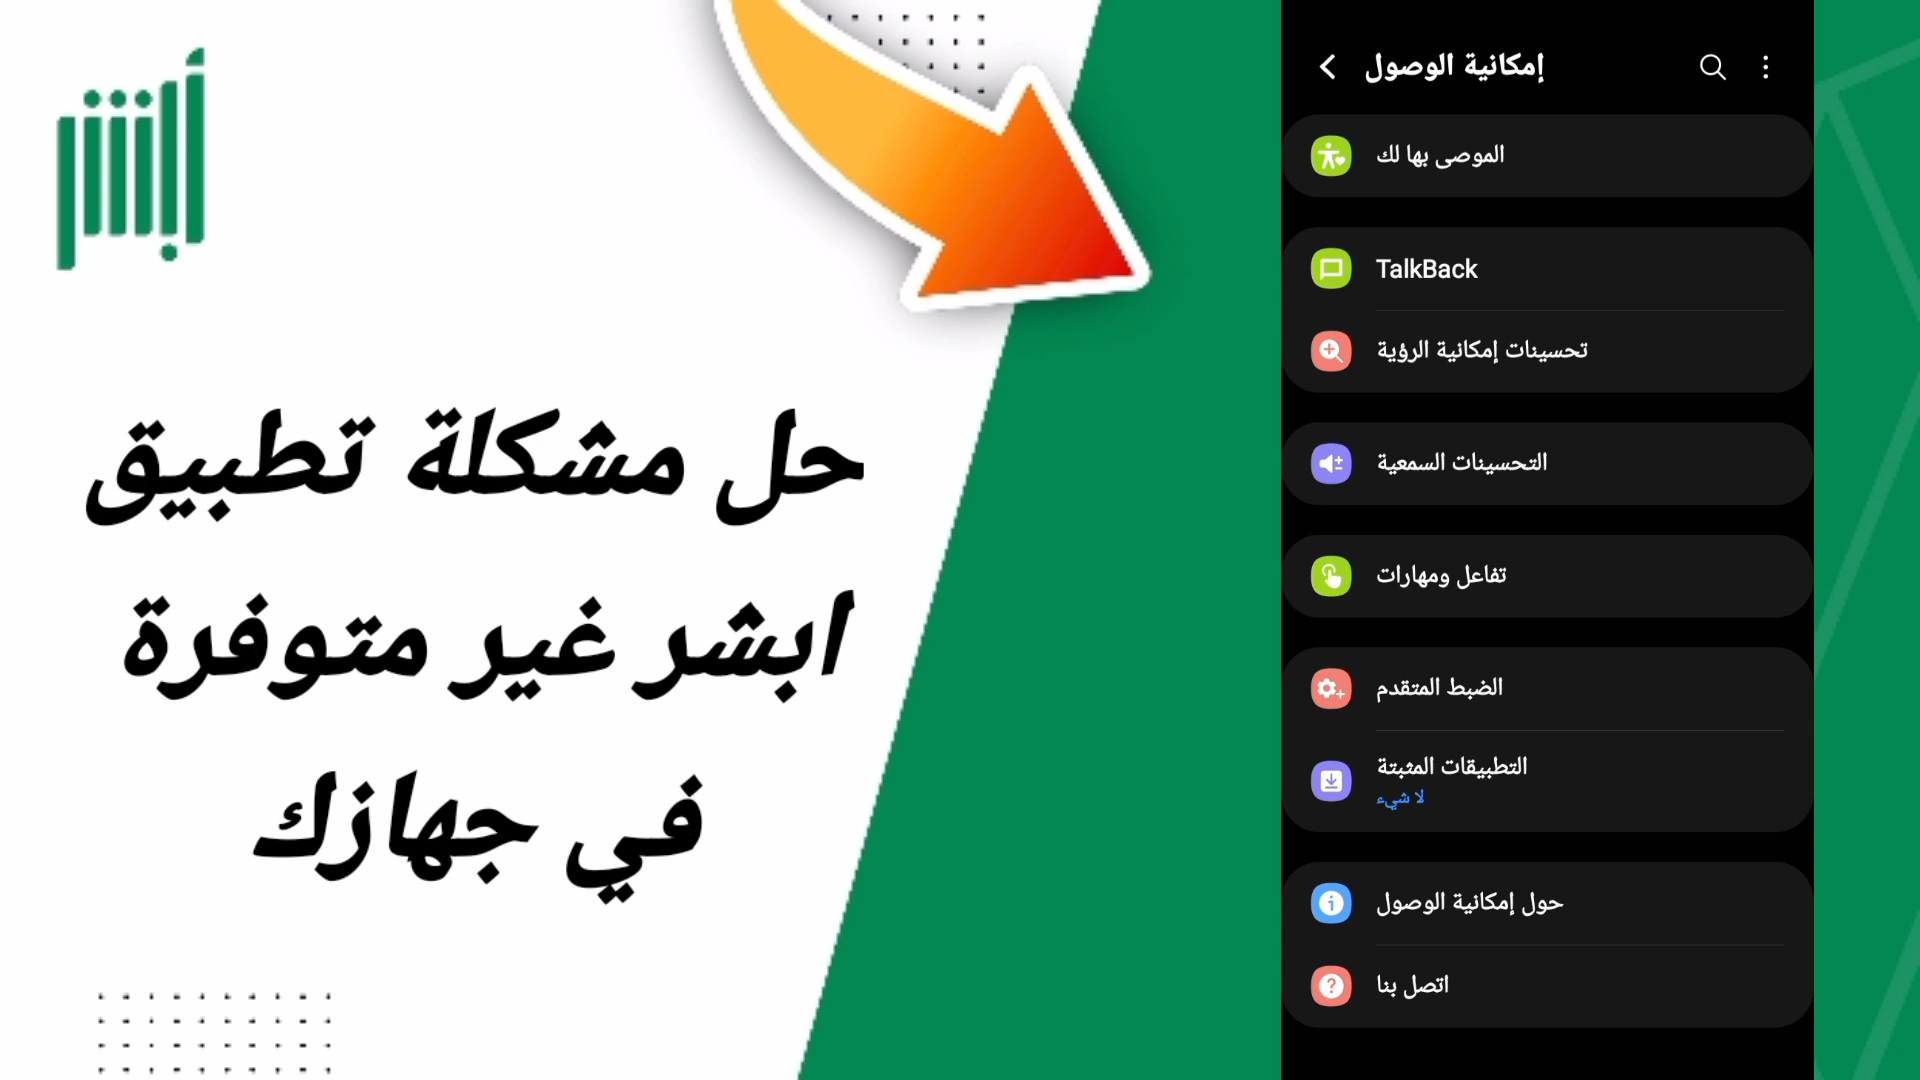 أبشر
حل مشكلة تطبيق
ابشر غير متوفرة
في جهازك
إمكانية الوصول
الموصى بها لك
TalkBack
تحسينات إمكانية الرؤية
التحسينات السمعية
تفاعل ومهارات
الضبط المتقدم
التطبيقات المثبتة
لا شيء
حول إمكانية الوصول
اتصل بنا